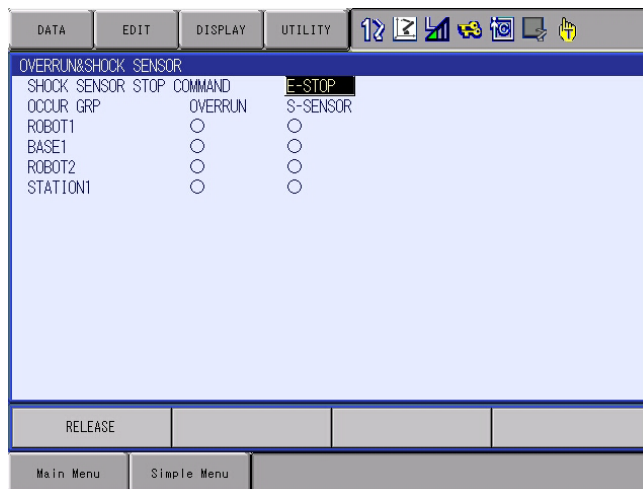 DATA EDIT DISPLAY UTILITY
OVERRUN&SHOCK SENSOR
SHOCK SENSOR STOP COMMAND E-STOP
OCCUR GRP OVERRUN S-SENSOR
ROBOT1
BASE1
ROBOT2
STATION1
RELEASE
Main Menu Simple Menu